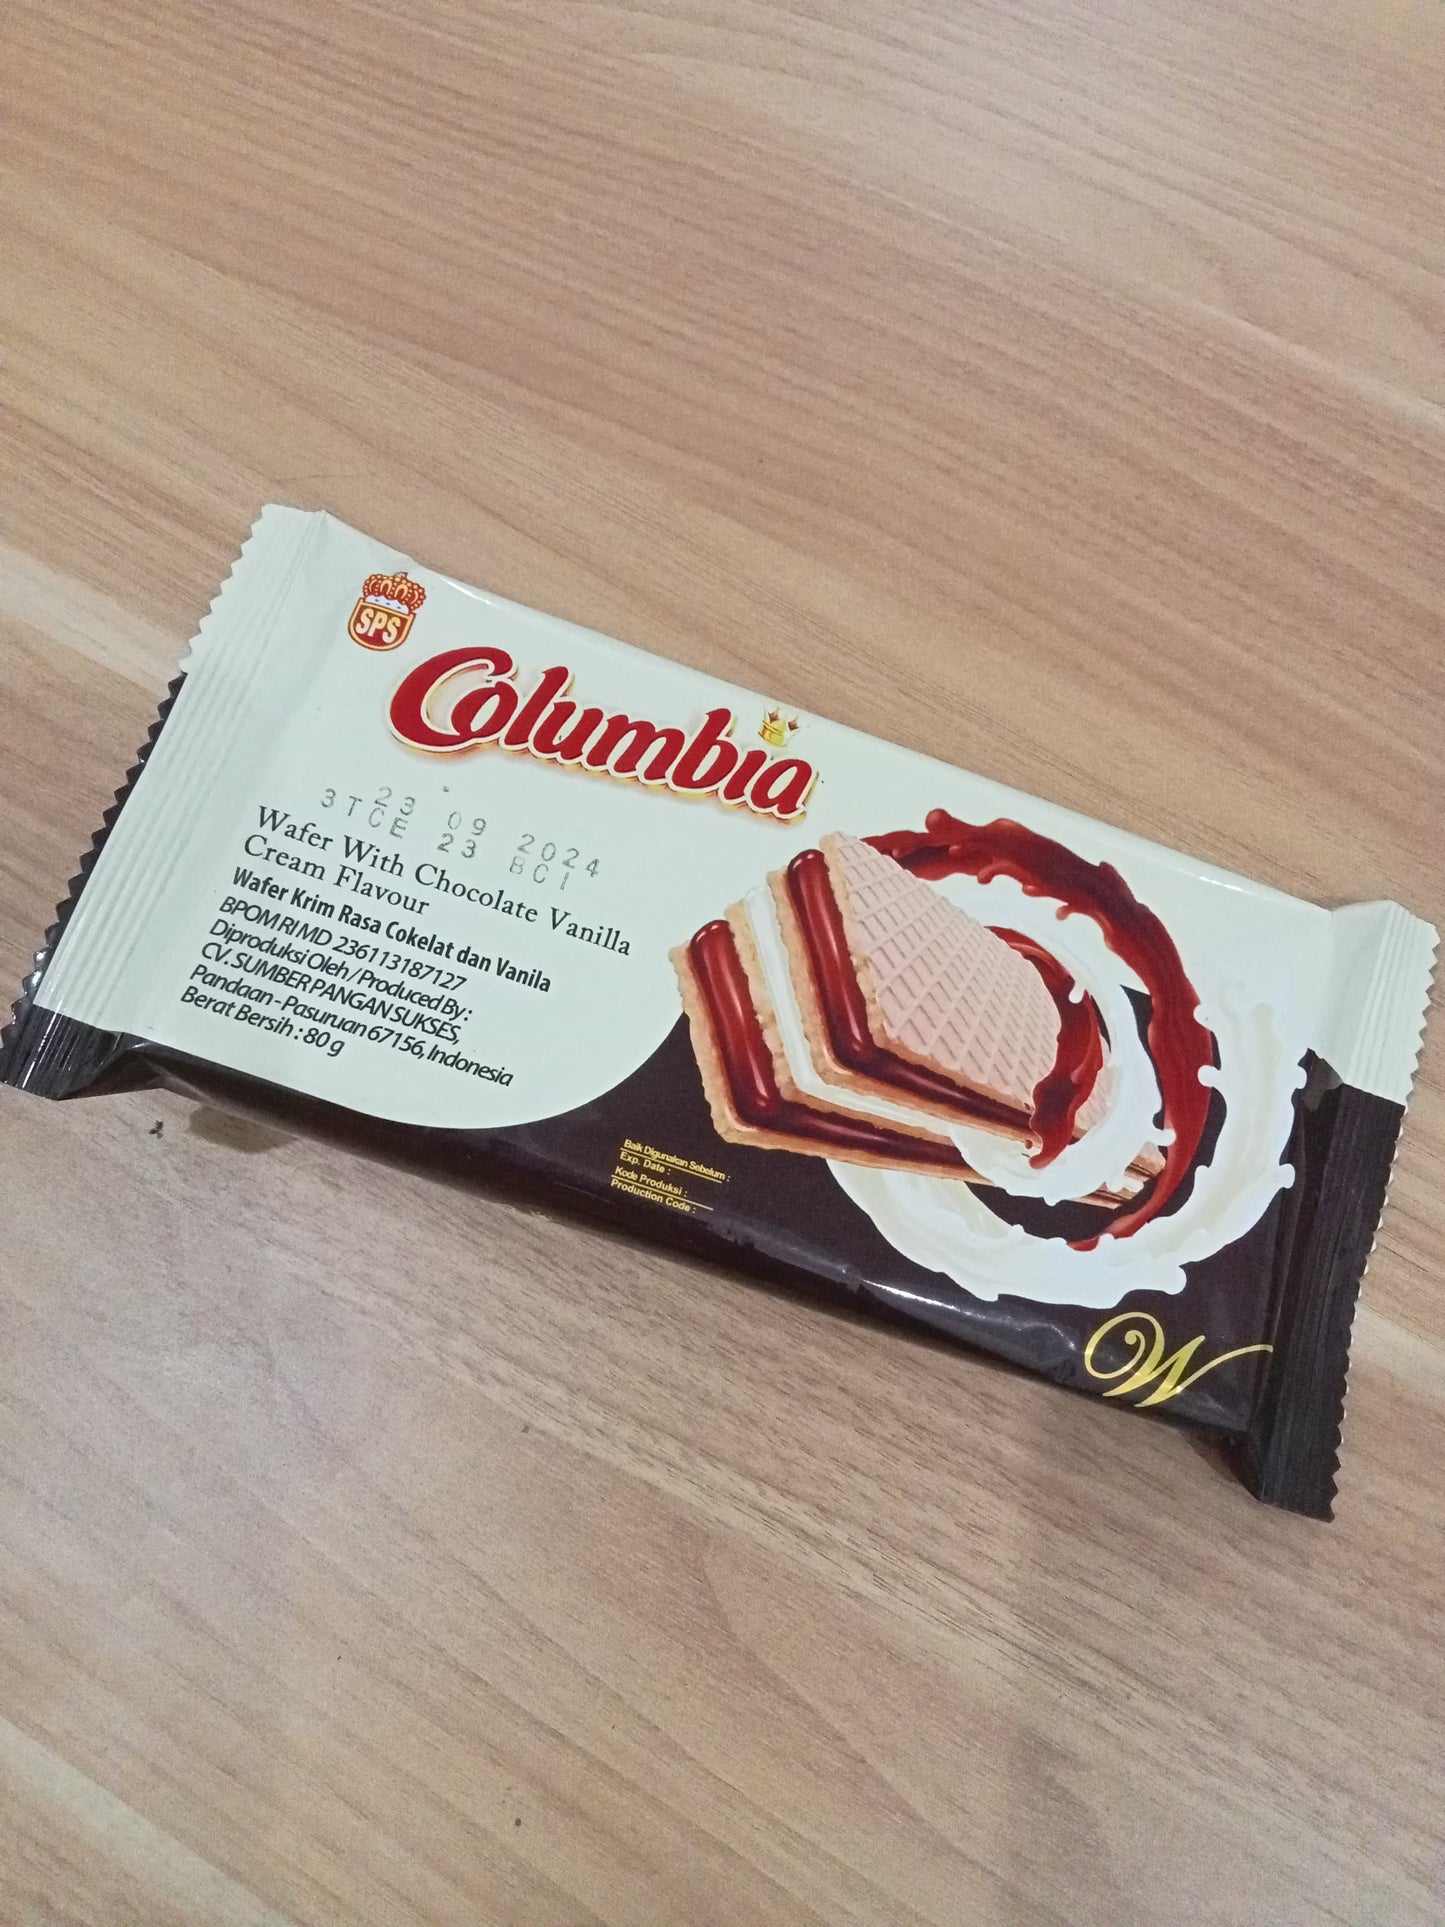 SPS
Columbia
23 09 2024
3TCE 23 BCI
Wafer With Chocolate Vanilla
Cream Flavour
Wafer Krim Rasa Cokelat dan Vanila
BPOM RI MD 236113187127
Diproduksi Oleh / Produced By :
CV. SUMBER PANGAN SUKSES,
Pandaan - Pasuruan 67156, Indonesia
Berat Bersih : 80 g
Baik Digunakan Sebelum :
Exp. Date :
Kode Produksi :
Production Code :
W